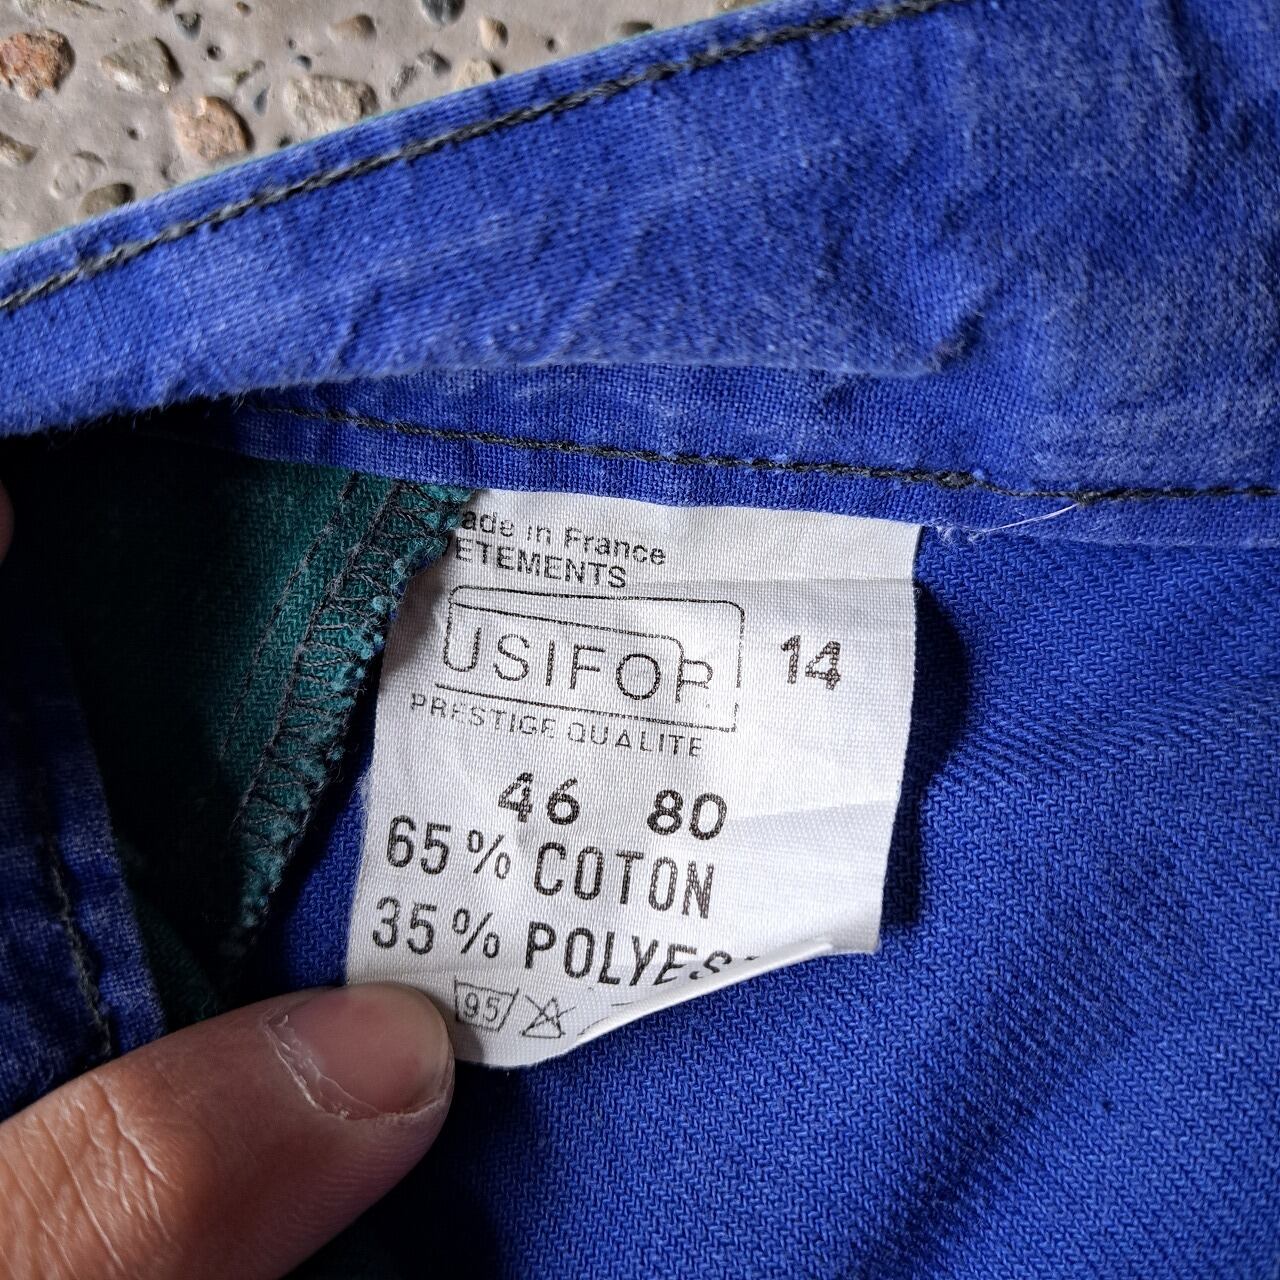 ade in France
ETEMENTS
USIFOR 14
PRESTIGE QUALITE
46 80
65% COTON
35% POLYES
95